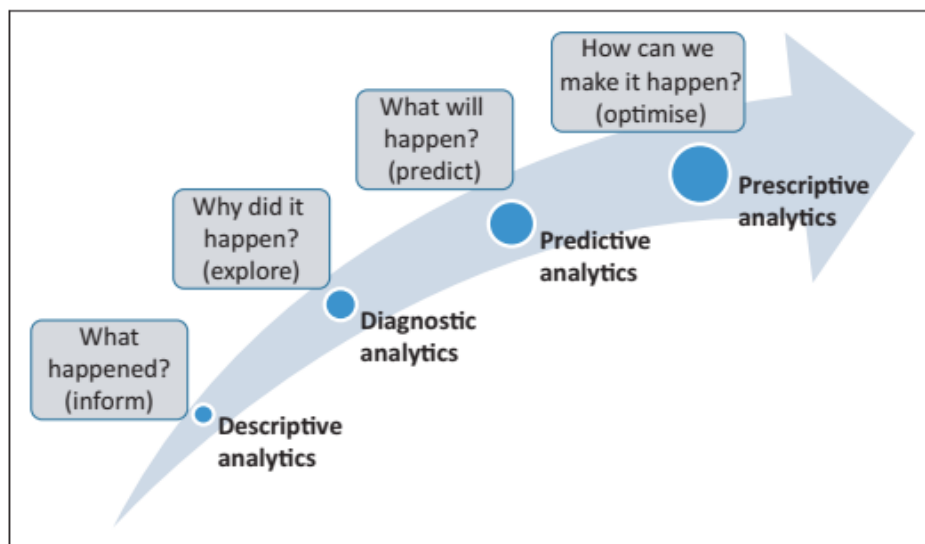 How can we
make it happen?
(optimise)
What will
happen?
(predict)
Prescriptive
analytics
Why did it
happen?
(explore)
Predictive
analytics
Diagnostic
analytics
What
happened?
(inform)
Descriptive
analytics